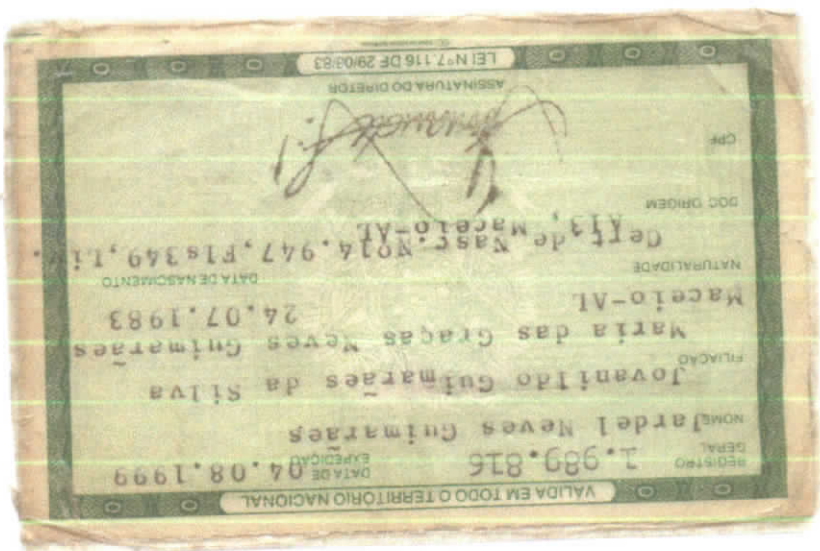 VÁLIDA EM TODO O TERRITÓRIO NACIONAL
REGISTRO GERAL 1.989.816 DATA DE EXPEDIÇÃO 04.08.1999
NOME Jardel Neves Guimarães
Jovanildo Guimarães da Silva
FILIAÇÃO
Maria das Graças Neves Guimarães
Maceio-AL 24.07.1983
NATURALIDADE DATA DE NASCIMENTO
Cert.de Nasc.Nº14.947,Fls349,Liv.
A13, Maceio-AL
DOC ORIGEM
CPF
ASSINATURA DO DIRETOR
LEI Nº 7.116 DE 29/08/83